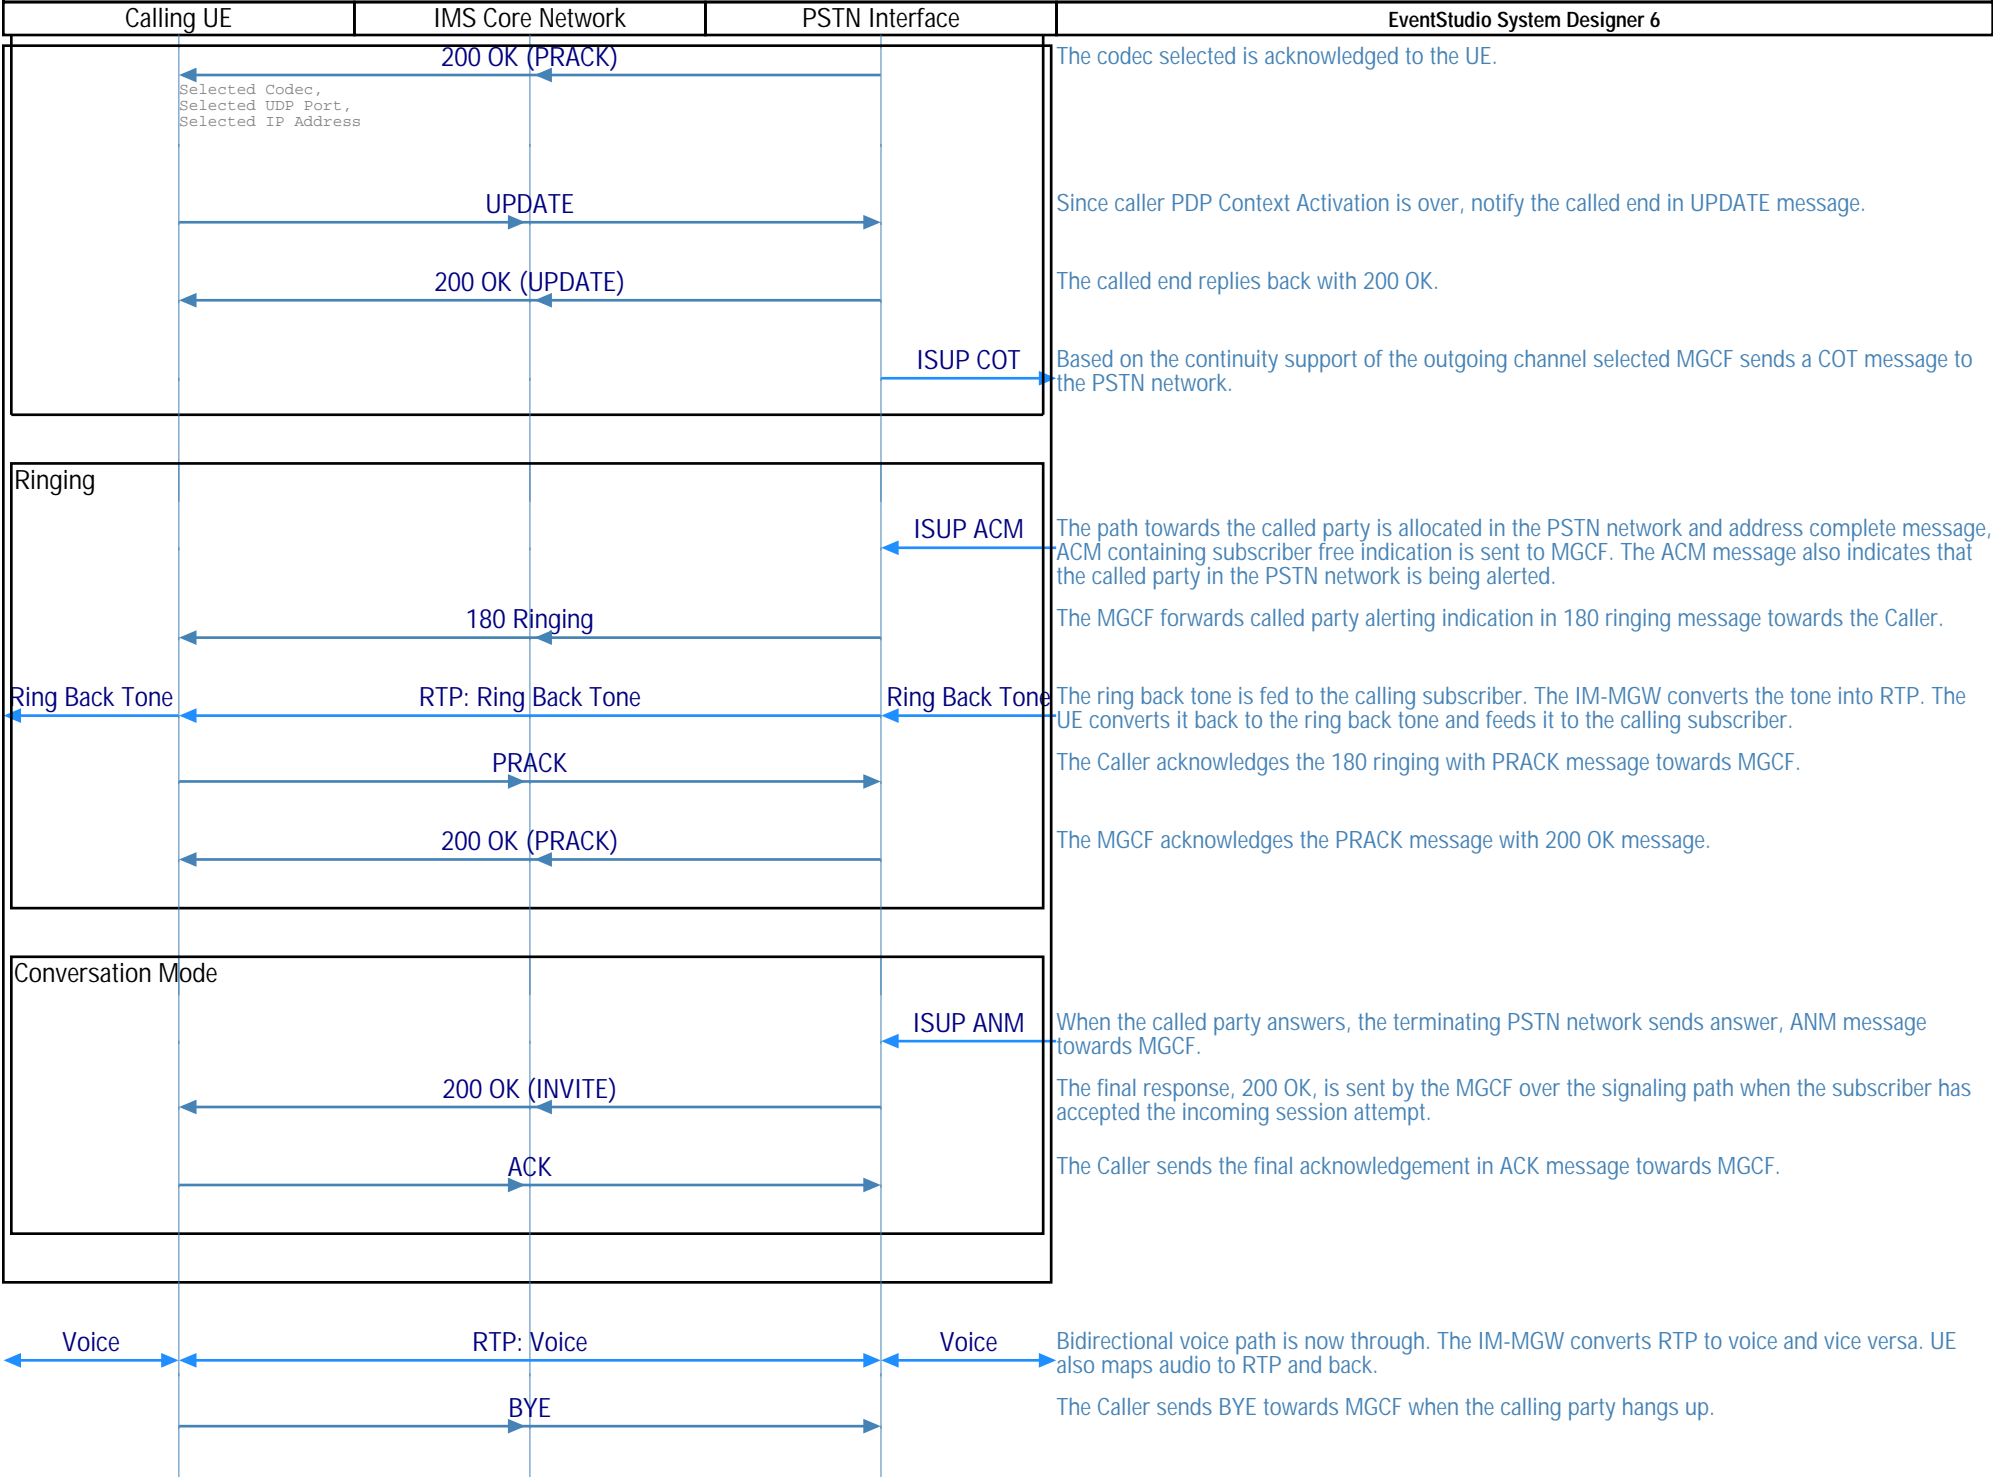 Calling UE
IMS Core Network
PSTN Interface
EventStudio System Designer 6
200 OK (PRACK)
The codec selected is acknowledged to the UE.
Selected Codec,
Selected UDP Port,
Selected IP Address
UPDATE
Since caller PDP Context Activation is over, notify the called end in UPDATE message.
200 OK (UPDATE)
The called end replies back with 200 OK.
ISUP COT
Based on the continuity support of the outgoing channel selected MGCF sends a COT message to
the PSTN network.
Ringing
ISUP ACM
The path towards the called party is allocated in the PSTN network and address complete message,
ACM containing subscriber free indication is sent to MGCF. The ACM message also indicates that
the called party in the PSTN network is being alerted.
180 Ringing
The MGCF forwards called party alerting indication in 180 ringing message towards the Caller.
Ring Back Tone
RTP: Ring Back Tone
Ring Back Tone
The ring back tone is fed to the calling subscriber. The IM-MGW converts the tone into RTP. The
UE converts it back to the ring back tone and feeds it to the calling subscriber.
PRACK
The Caller acknowledges the 180 ringing with PRACK message towards MGCF.
200 OK (PRACK)
The MGCF acknowledges the PRACK message with 200 OK message.
Conversation Mode
ISUP ANM
When the called party answers, the terminating PSTN network sends answer, ANM message
towards MGCF.
200 OK (INVITE)
The final response, 200 OK, is sent by the MGCF over the signaling path when the subscriber has
accepted the incoming session attempt.
ACK
The Caller sends the final acknowledgement in ACK message towards MGCF.
Voice
RTP: Voice
Voice
Bidirectional voice path is now through. The IM-MGW converts RTP to voice and vice versa. UE
also maps audio to RTP and back.
BYE
The Caller sends BYE towards MGCF when the calling party hangs up.